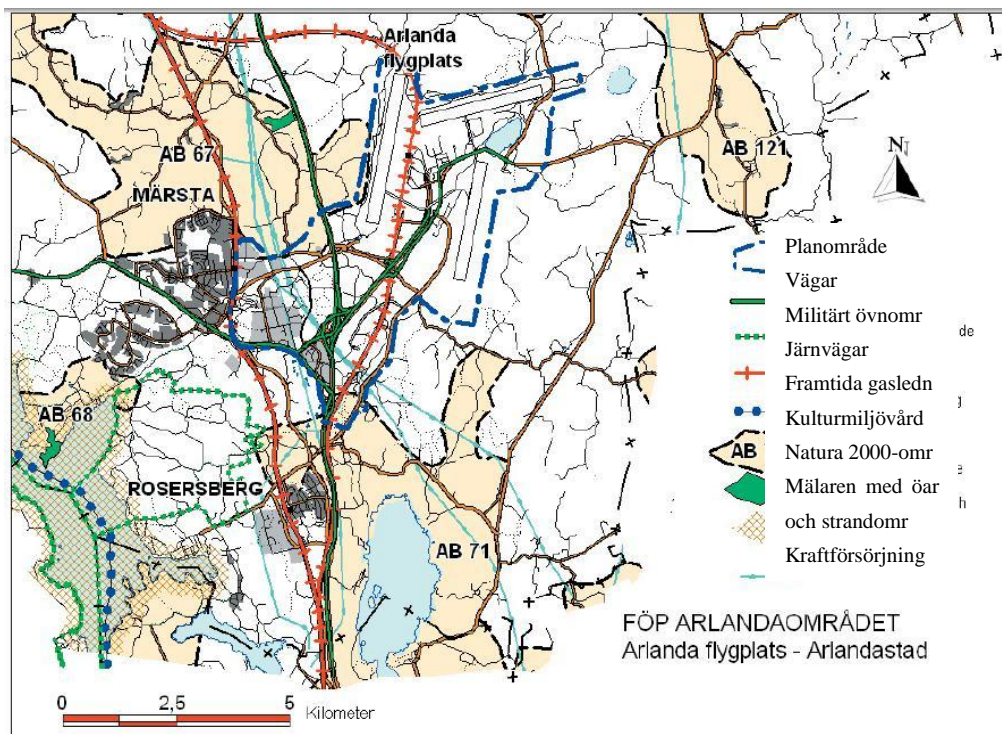 Arlanda
flygplats
AB 67
AB 121
MÄRSTA
N
Planområde
Vägar
Militärt övnomr
de
Järnvägar
Framtida gasledn
g
AB 68
Kulturmiljövård
AB
Natura 2000-omr
e
ROSERSBERG
Mälaren med öar
h
och strandomr
AB 71
Kraftförsörjning
FÖP ARLANDAOMRÅDET
Arlanda flygplats - Arlandastad
0 2,5 5
Kilometer